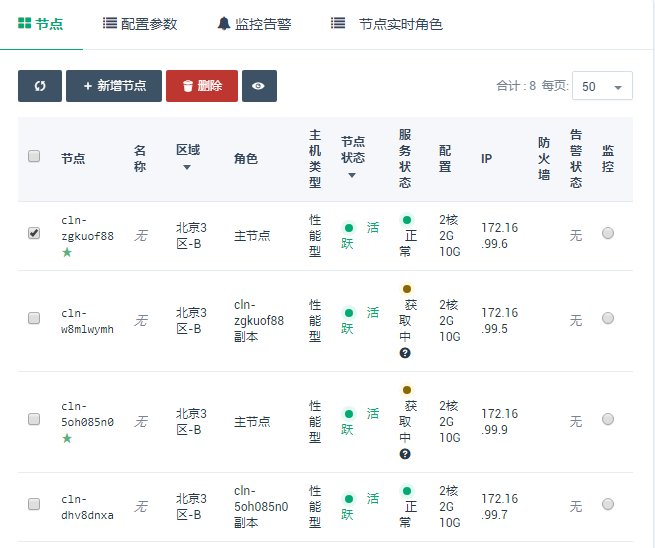 节点 配置参数 监控告警 节点实时角色
+ 新增节点 删除 合计 : 8 每页: 50
节点 名称 区域 角色 主机类型 节点状态 服务状态 配置 IP 防火墙 告警状态 监控
cln-zgkuof88 无 北京3区-B 主节点 性能型 活跃 正常 2核2G10G 172.16.99.6 无
cln-w8mlwymh 无 北京3区-B cln-zgkuof88副本 性能型 活跃 获取中 2核2G10G 172.16.99.5 无
cln-5oh085n0 无 北京3区-B 主节点 性能型 活跃 获取中 2核2G10G 172.16.99.9 无
cln-dhv8dnxa 无 北京3区-B cln-5oh085n0副本 性能型 活跃 正常 2核2G10G 172.16.99.7 无